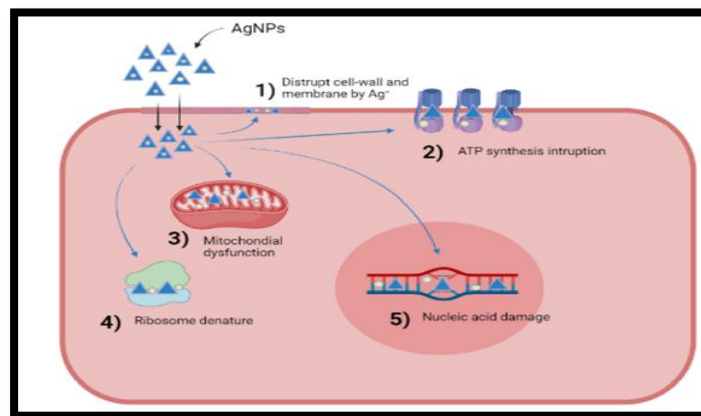 AgNPs
1) Distrupt cell-wall and
membrane by Ag⁺
2) ATP synthesis intruption
3) Mitochondial
dysfunction
4) Ribosome denature
5) Nucleic acid damage